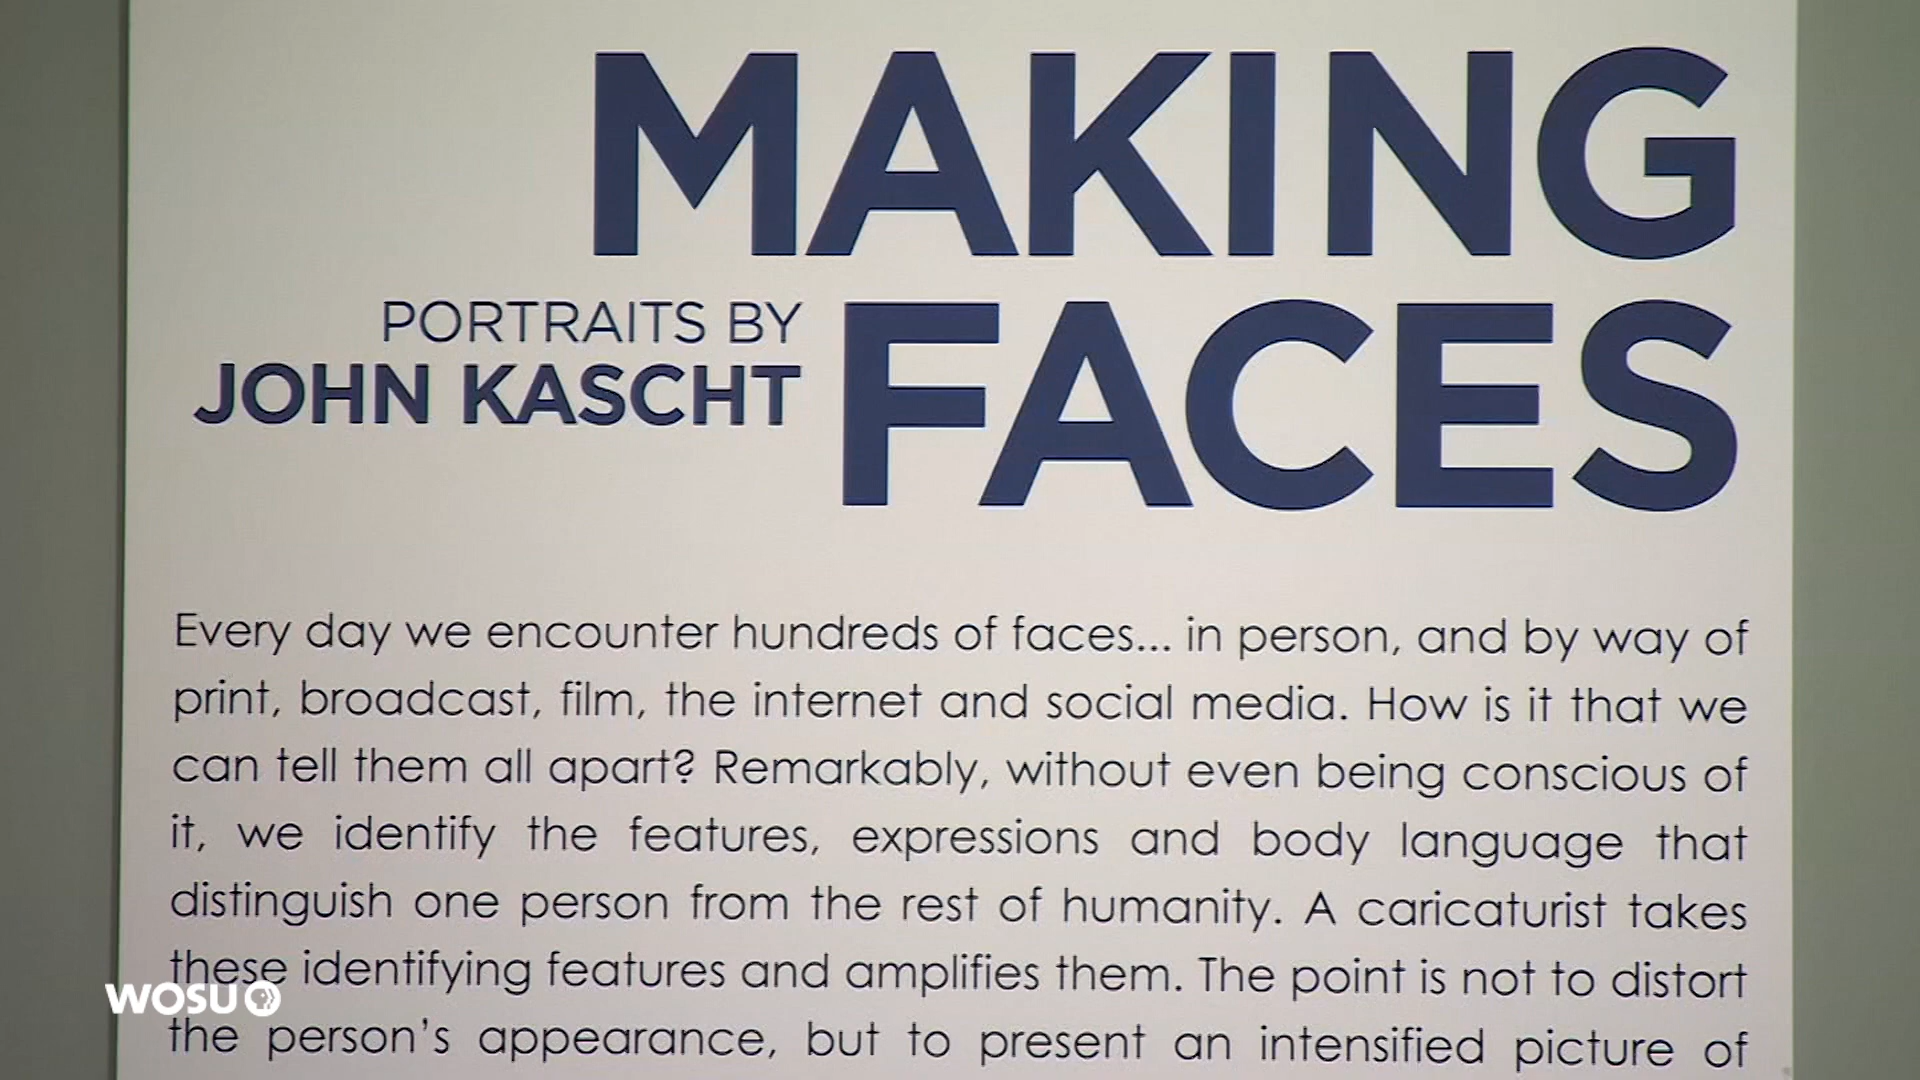 MAKING
PORTRAITS BY
JOHN KASCHT
FACES
Every day we encounter hundreds of faces... in person, and by way of
print, broadcast, film, the internet and social media. How is it that we
can tell them all apart? Remarkably, without even being conscious of
it, we identify the features, expressions and body language that
distinguish one person from the rest of humanity. A caricaturist takes
these identifying features and amplifies them. The point is not to distort
the person's appearance, but to present an intensified picture of
WOSU